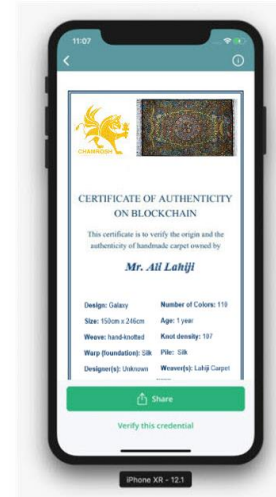 11:07
CHAMROSH
CERTIFICATE OF AUTHENTICITY
ON BLOCKCHAIN
This certificate is to verify the origin and the
authenticity of handmade carpet owned by
Mr. Ali Lahiji
Design: Galaxy Number of Colors: 110
Size: 150cm x 246cm Age: 1 year
Weave: hand-knotted Knot density: 107
Warp (foundation): Silk Pile: Silk
Designer(s): Unknown Weaver(s): Lahiji Carpet
Share
Verify this credential
iPhone XR - 12.1